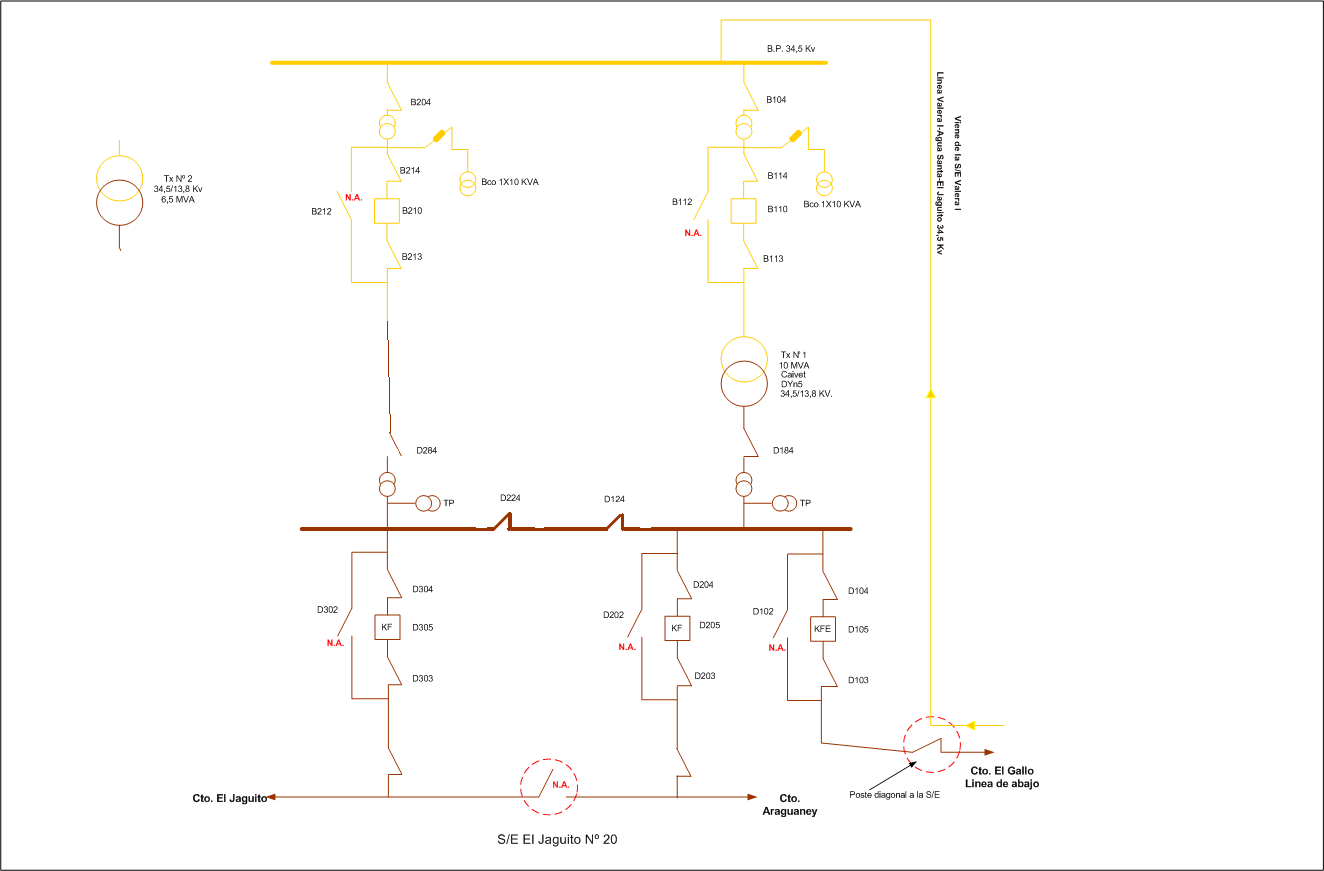 B.P. 34,5 Kv
B204
B104
Viene de la S/E Valera I
Línea Valera I-Agua Santa-El Jaguito 34,5 Kv
Tx Nº 2
34,5/13,8 Kv
6,5 MVA
B214
Bco 1X10 KVA
N.A.
B212
B210
B213
B114
B112
Bco 1X10 KVA
B110
N.A.
B113
Tx Nº 1
10 MVA
Caivet
DYn5
34,5/13,8 KV.
D284
D184
TP
D224
D124
TP
D304
D302
KF
D305
N.A.
D303
D204
D202
KF
D205
N.A.
D203
D104
D102
KFE
D105
N.A.
D103
Cto. El Jaguito
N.A.
Cto.
Araguaney
Poste diagonal a la S/E
Cto. El Gallo
Linea de abajo
S/E El Jaguito Nº 20